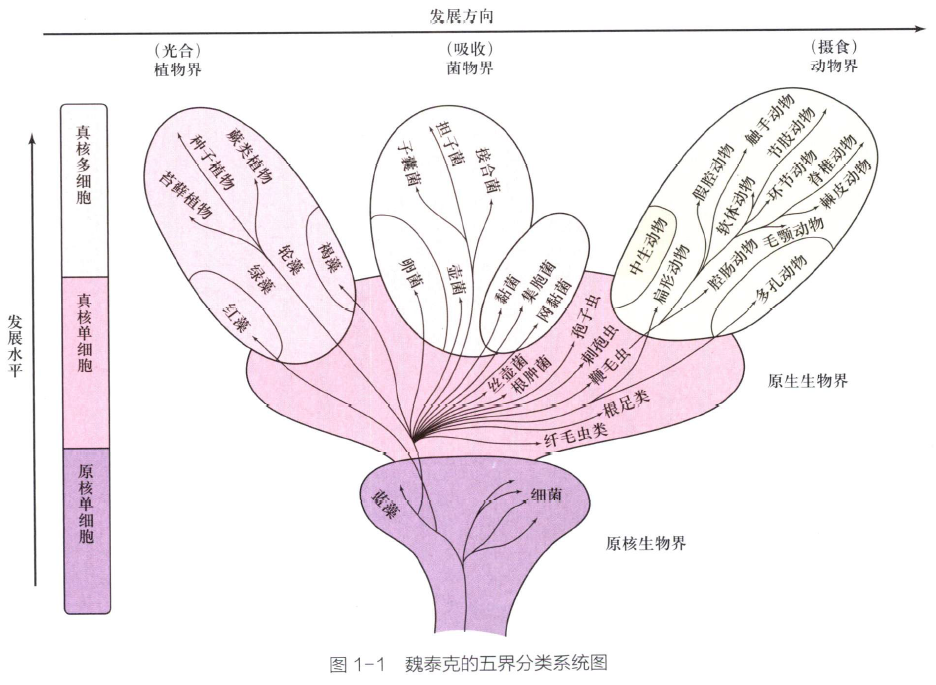 发展方向
（光合）
植物界
（吸收）
菌物界
（摄食）
动物界
发展水平
真核多细胞
真核单细胞
原核单细胞
苔藓植物
种子植物
蕨类植物
绿藻
轮藻
褐藻
红藻
子囊菌
担子菌
接合菌
卵菌
壶菌
黏菌
集胞菌
网黏菌
中生动物
扁形动物
假腔动物
触手动物
节肢动物
软体动物
环节动物
脊椎动物
棘皮动物
腔肠动物
毛颚动物
多孔动物
丝壶菌
根肿菌
孢子虫
刺孢虫
鞭毛虫
根足类
纤毛虫类
原生生物界
蓝藻
细菌
原核生物界
图 1-1 魏泰克的五界分类系统图